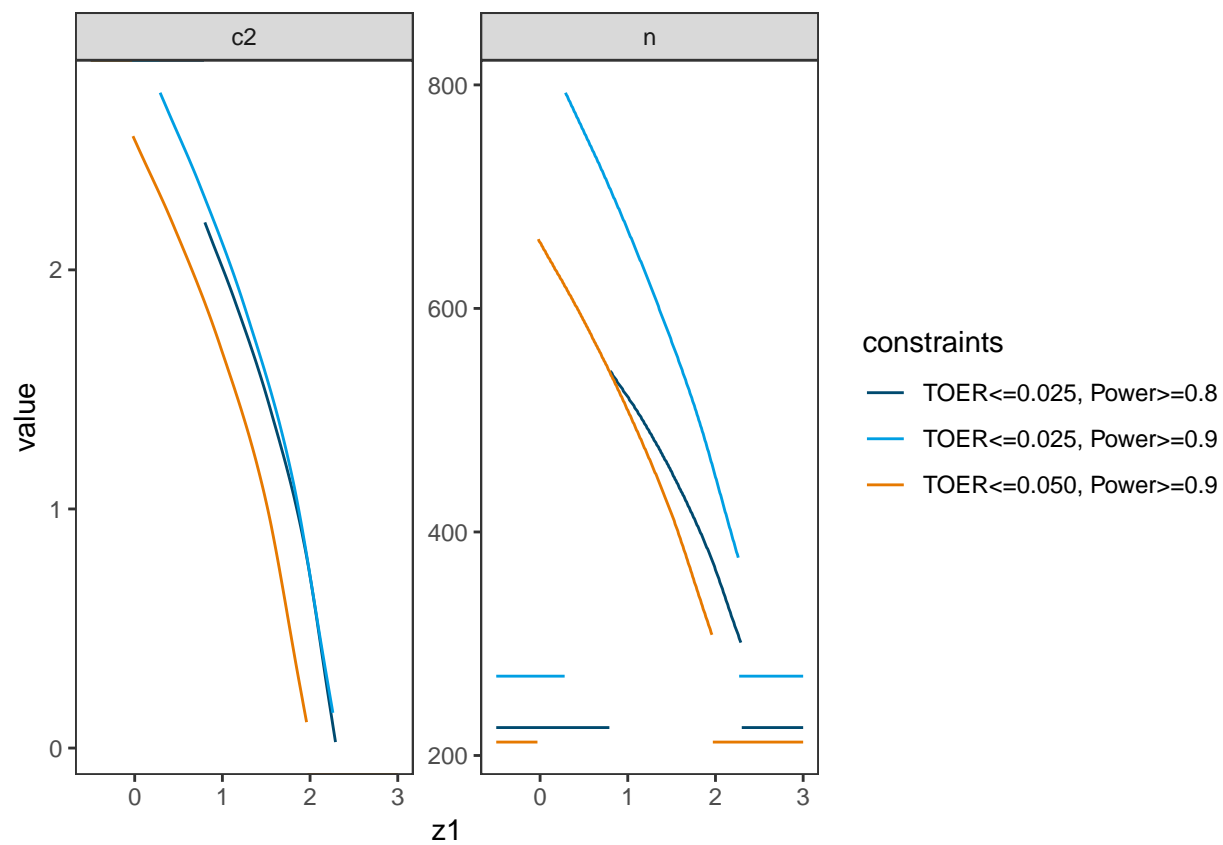 c2
n
value
2
1
0
0 1 2 3
800
600
400
200
0 1 2 3
z1
constraints
TOER<=0.025, Power>=0.8
TOER<=0.025, Power>=0.9
TOER<=0.050, Power>=0.9